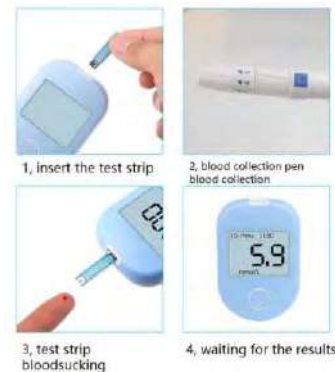 1, insert the test strip
2, blood collection pen
blood collection
3, test strip
bloodsucking
5.9
mmol/L
4, waiting for the results